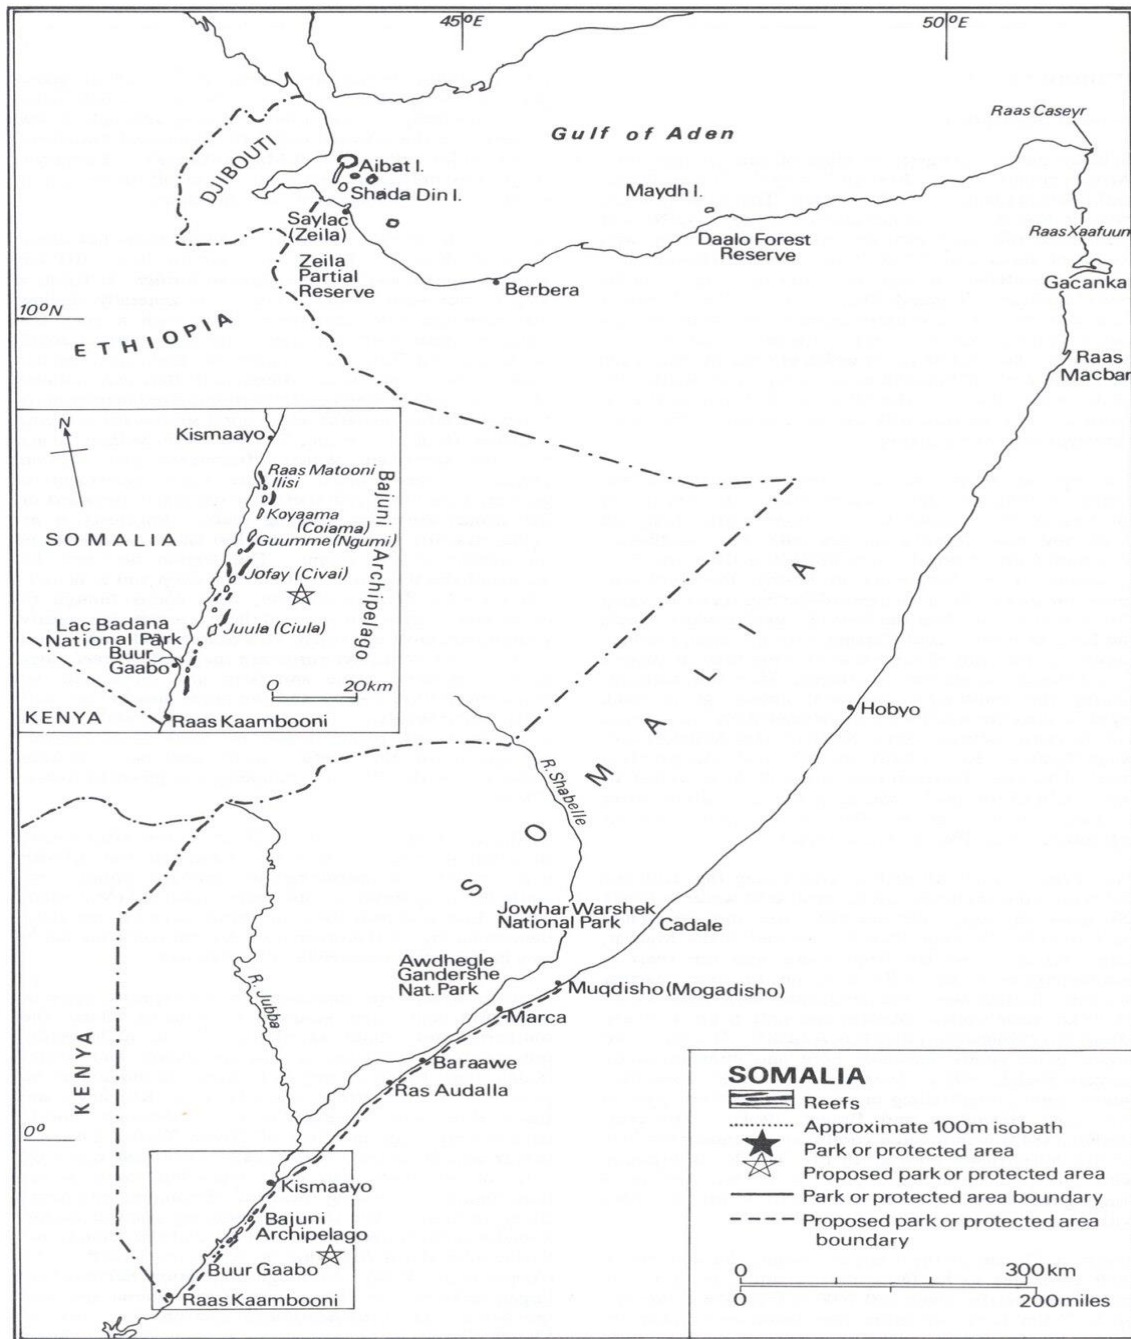 45°E
50°E
Raas Caseyr
Gulf of Aden
DJIBOUTI
Aibat I.
Shada Din I.
Maydh I.
Saylac
(Zeila)
Raas Xaafuun
Daalo Forest
Reserve
Zeila
Partial
Reserve
Gacanka
Berbera
10°N
ETHIOPIA
Raas
Macbar
N
Kismaayo
Raas Matooni
Ilisi
Koyaama
(Coiama)
SOMALIA
Guumme (Ngumi)
Jofay (Civai)
Bajuni Archipelago
Lac Badana
National Park
Juula (Ciula)
Buur
Gaabo
0 20km
KENYA
Raas Kaambooni
Hobyo
R. Shabelle
SOMALIA
Jowhar Warshek
National Park
Cadale
Awdhegle
Gandershe
Nat. Park
R. Jubba
Muqdisho (Mogadisho)
Marca
KENYA
Baraawe
Ras Audalla
0°
Kismaayo
Bajuni
Archipelago
Buur Gaabo
Raas Kaambooni
SOMALIA
Reefs
Approximate 100m isobath
Park or protected area
Proposed park or protected area
Park or protected area boundary
Proposed park or protected area
boundary
0 300 km
0 200 miles